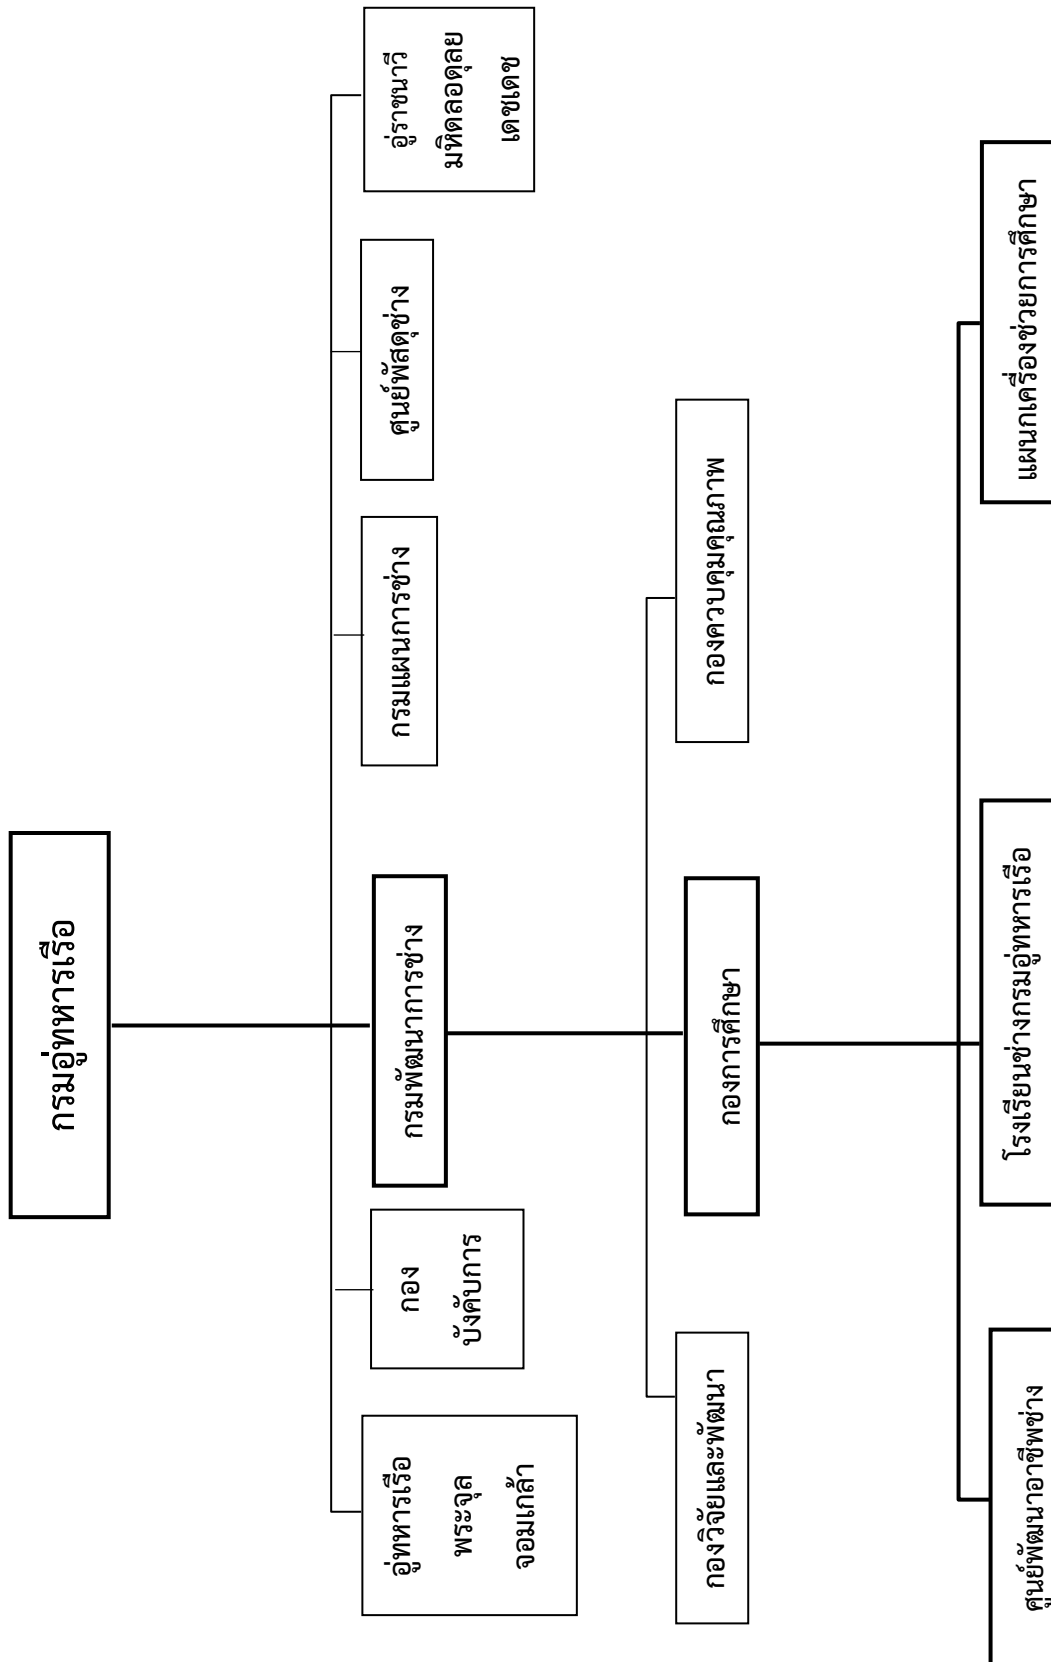 กรมอู่ทหารเรือ
อู่ทหารเรือ
พระจุล
จอมเกล้า
กอง
บังคับการ
กรมพัฒนาการช่าง
กรมแผนการช่าง
ศูนย์พัสดุช่าง
อู่ราชนาวี
มหิดลอดุลย
เดชเดช
กองวิจัยและพัฒนา
กองการศึกษา
กองควบคุมคุณภาพ
ศูนย์พัฒนาอาชีพช่าง
โรงเรียนช่างกรมอู่ทหารเรือ
แผนกเครื่องช่วยการศึกษา